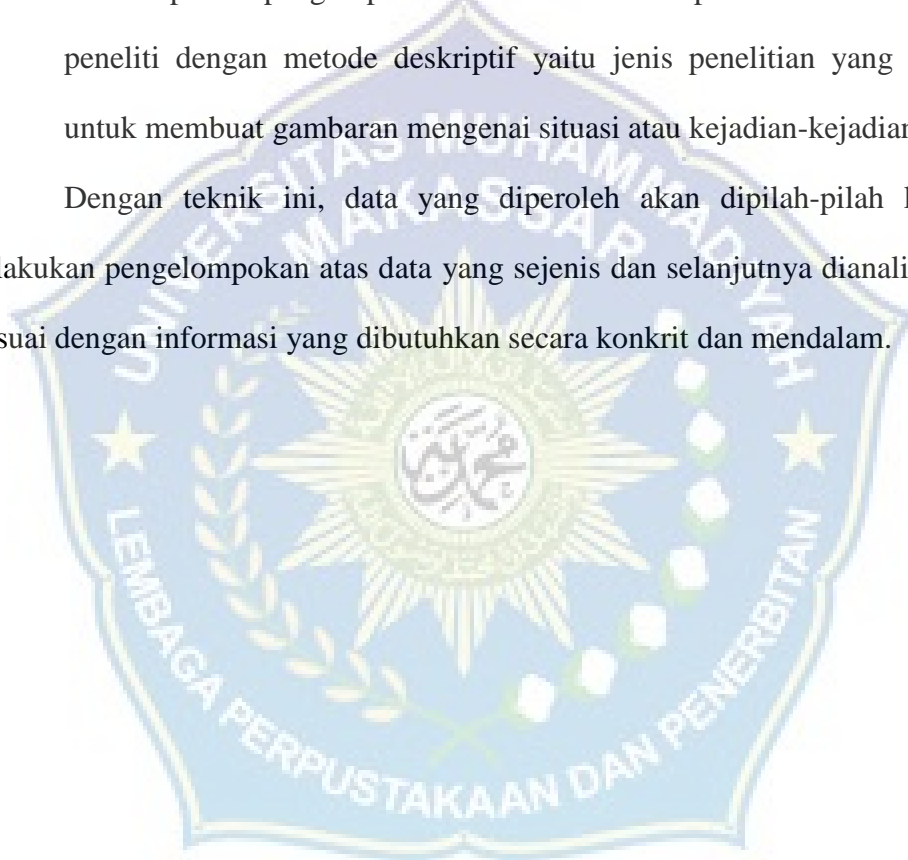 peneliti dengan metode deskriptif yaitu jenis penelitian yang
untuk membuat gambaran mengenai situasi atau kejadian-kejadian
Dengan teknik ini, data yang diperoleh akan dipilah-pilah
lakukan pengelompokan atas data yang sejenis dan selanjutnya dianali
suai dengan informasi yang dibutuhkan secara konkrit dan mendalam.
UNIVERSITAS MUHAMMADIYAH
MAKASSAR
محمد
LEMBAGA PERPUSTAKAAN DAN PENERBITAN